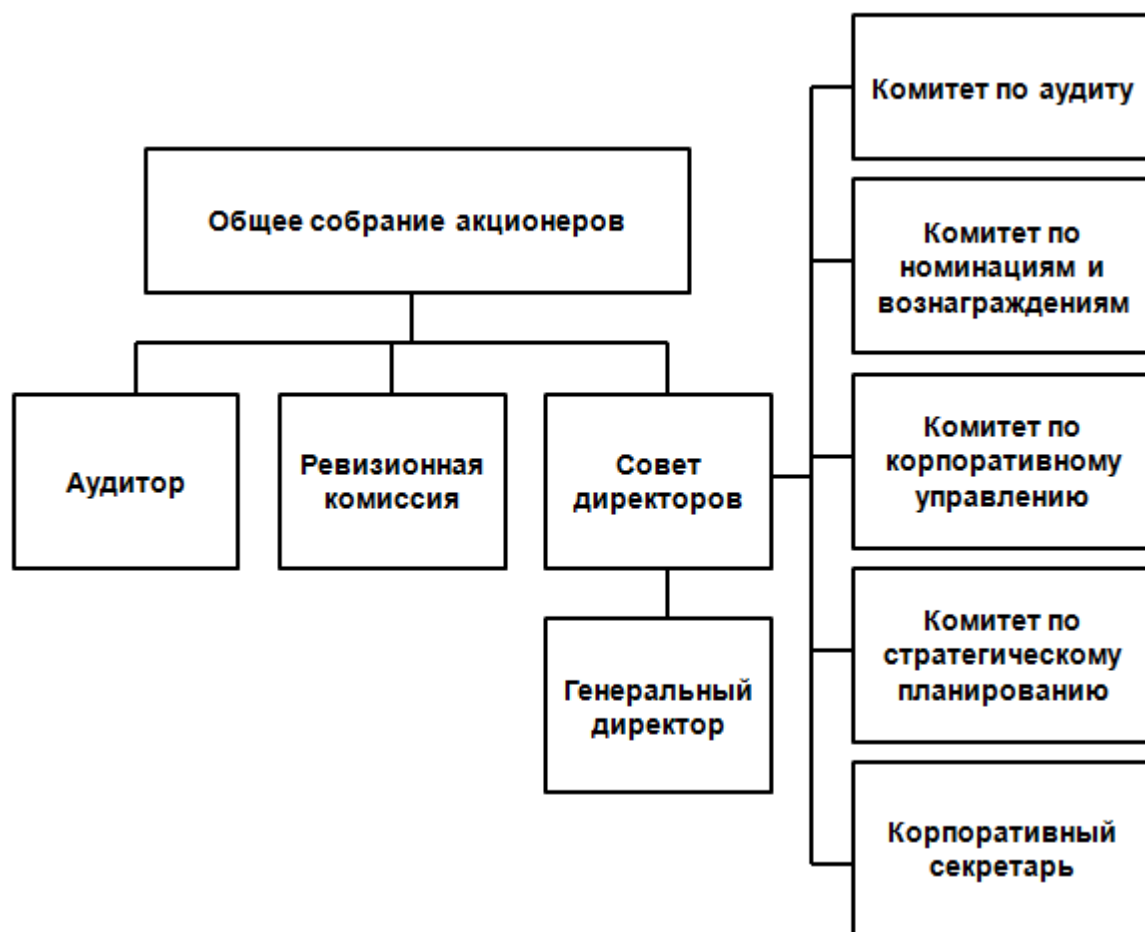 Общее собрание акционеров
Аудитор
Ревизионная
комиссия
Совет
директоров
Генеральный
директор
Комитет по аудиту
Комитет по
номинациям и
вознаграждениям
Комитет по
корпоративному
управлению
Комитет по
стратегическому
планированию
Корпоративный
секретарь